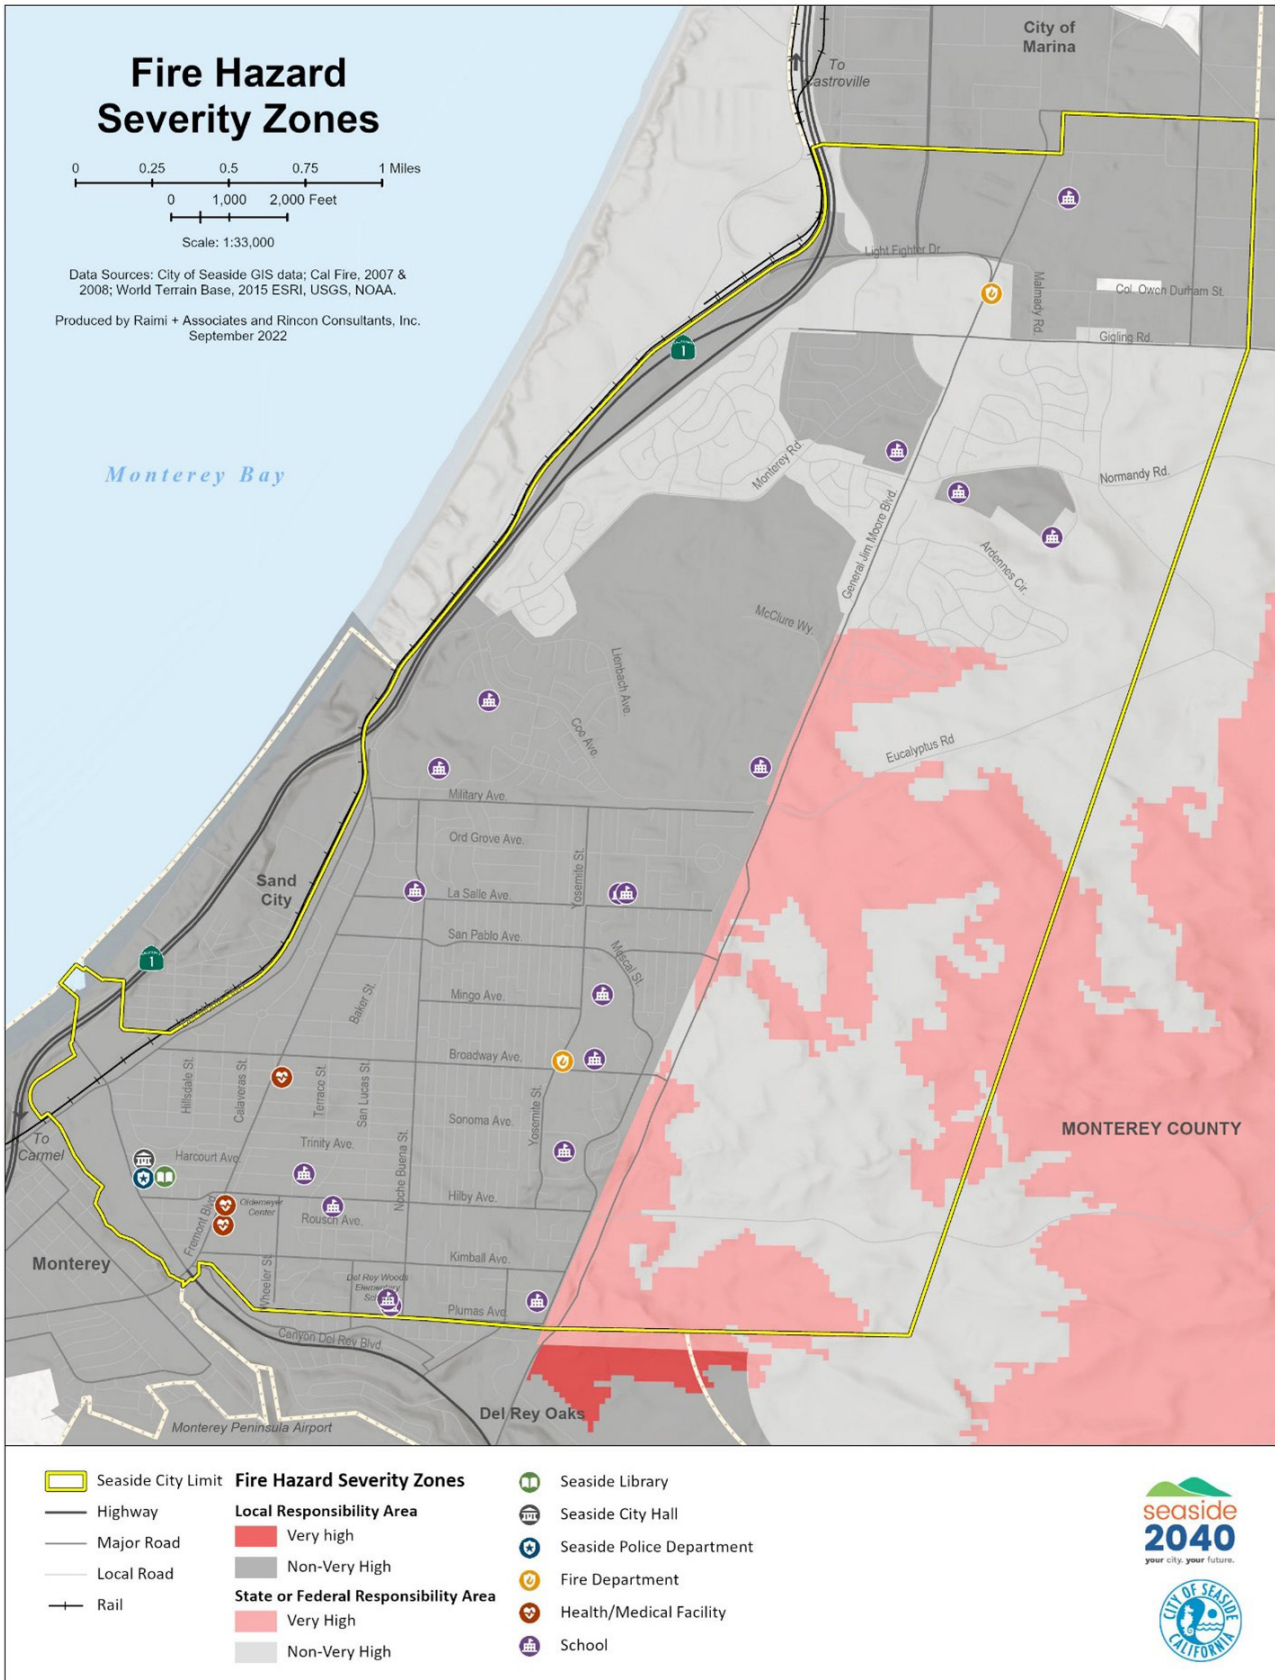 Fire Hazard
Severity Zones
0 0.25 0.5 0.75 1 Miles
0 1,000 2,000 Feet
Scale: 1:33,000
Data Sources: City of Seaside GIS data; Cal Fire, 2007 &
2008; World Terrain Base, 2015 ESRI, USGS, NOAA.
Produced by Raimi + Associates and Rincon Consultants, Inc.
September 2022
City of
Marina
To
Castroville
Light Fighter Dr.
Malmady Rd.
Col. Owen Durham St.
Gigling Rd.
1
Monterey Bay
Monterey Rd.
Normandy Rd.
General Jim Moore Blvd.
Ardennes Cir.
McClure Wy.
Lienbach Ave.
Coe Ave.
Eucalyptus Rd
Military Ave.
Ord Grove Ave.
Yosemite St.
Sand
City
La Salle Ave.
San Pablo Ave
Mescal St.
1
Baker St.
Mingo Ave.
Broadway Ave.
Hillsdale St.
Calaveras St.
Terrace St.
San Lucas St.
Yosemite St.
Sonoma Ave.
MONTEREY COUNTY
To
Carmel
Trinity Ave.
Harcourt Ave.
Noche Buena St.
Hilby Ave.
Oldemeyer
Center
Rousch Ave.
Fremont Blvd.
Monterey
Kimball Ave.
Wheeler St.
Del Rey Woods
Elementary
Plumas Ave.
Canyon Del Rey Blvd.
Del Rey Oaks
Monterey Peninsula Airport
Seaside City Limit
Highway
Major Road
Local Road
Rail
Fire Hazard Severity Zones
Local Responsibility Area
Very high
Non-Very High
State or Federal Responsibility Area
Very High
Non-Very High
Seaside Library
Seaside City Hall
Seaside Police Department
Fire Department
Health/Medical Facility
School
seaside
2040
your city. your future.
CITY OF SEASIDE
CALIFORNIA